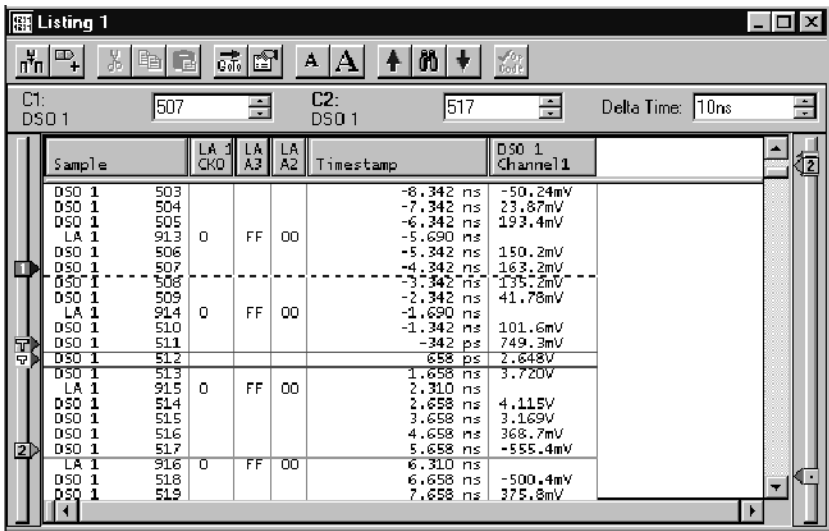 Listing 1
Goto
A A
Op Code
C1: 507 C2: 517 Delta Time: 10ns
DSO 1 DSO 1
LA 1 LA LA DSO 1
Sample CKO A3 A2 Timestamp Channel1
DSO 1 503 -8.342 ns -50.24mV
DSO 1 504 -7.342 ns 23.87mV
DSO 1 505 -6.342 ns 193.4mV
LA 1 913 0 FF 00 -5.690 ns
DSO 1 506 -5.342 ns 150.2mV
DSO 1 507 -4.342 ns 163.2mV
DSO 1 508 -3.342 ns 135.2mV
DSO 1 509 -2.342 ns 41.78mV
LA 1 914 0 FF 00 -1.690 ns
DSO 1 510 -1.342 ns 101.6mV
DSO 1 511 -342 ps 749.3mV
DSO 1 512 658 ps 2.648V
DSO 1 513 1.658 ns 3.720V
LA 1 915 0 FF 00 2.310 ns
DSO 1 514 2.658 ns 4.115V
DSO 1 515 3.658 ns 3.169V
DSO 1 516 4.658 ns 368.7mV
DSO 1 517 5.658 ns -555.4mV
LA 1 916 0 FF 00 6.310 ns
DSO 1 518 6.658 ns -500.4mV
DSO 1 519 7.658 ns 375.8mV
1
T
T
2
2